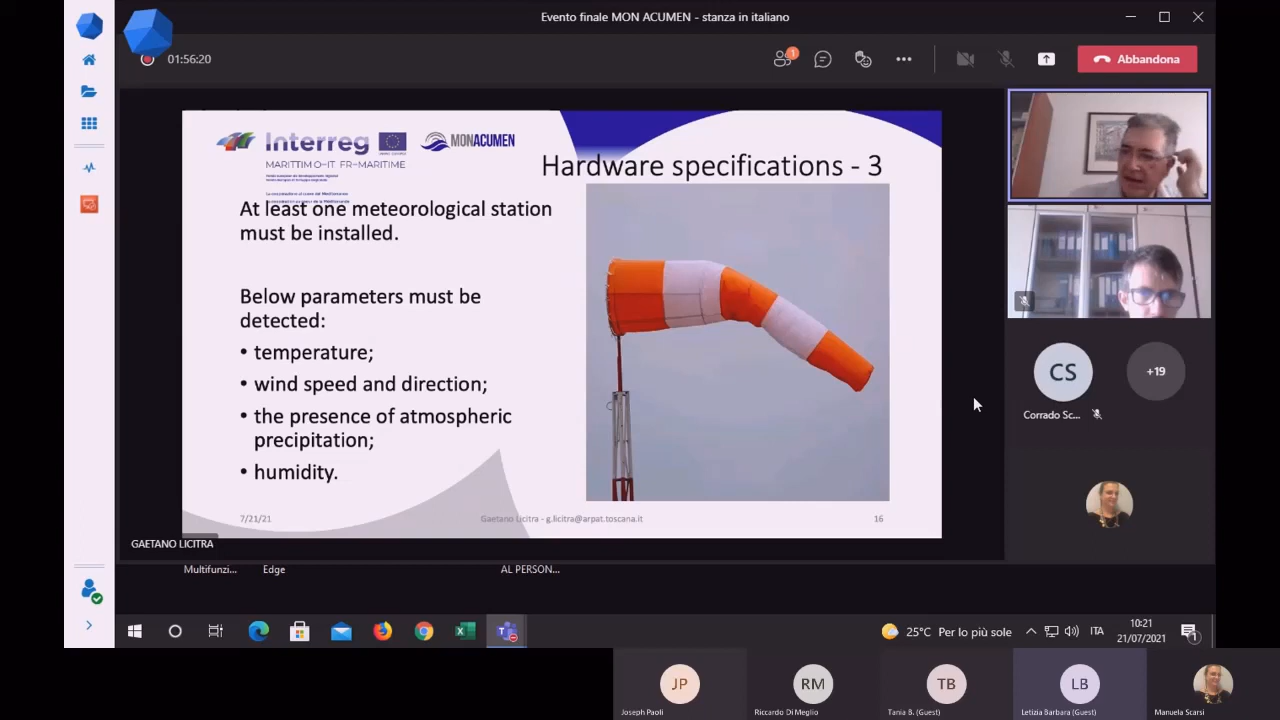 Evento finale MON ACUMEN - stanza in italiano
01:56:20
1
Abbandona
Interreg
MARITTIMO-IT FR-MARITIME
MONACUMEN
Hardware specifications - 3
At least one meteorological station
must be installed.
Below parameters must be
detected:
• temperature;
• wind speed and direction;
• the presence of atmospheric
precipitation;
• humidity.
7/21/21
Gaetano Licitra - g.licitra@arpat.toscana.it
16
GAETANO LICITRA
CS
+19
Corrado Sc...
Multifunzi...
Edge
AL PERSON...
25°C Per lo più sole
ITA
10:21
21/07/2021
1
JP
RM
TB
LB
Joseph Paoli
Riccardo Di Meglio
Tania B. (Guest)
Letizia Barbara (Guest)
Manuela Scarsi